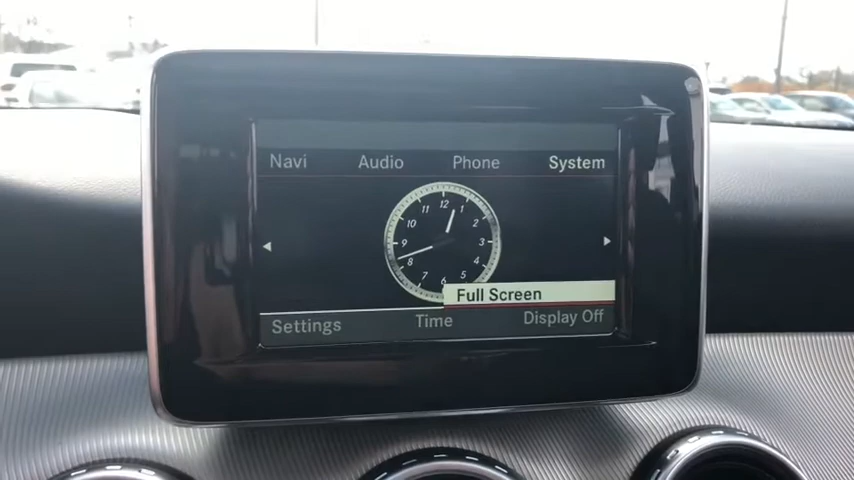 Navi Audio Phone System
12
11 1
10 2
9 3
8 4
7 5
6
Full Screen
Settings Time Display Off